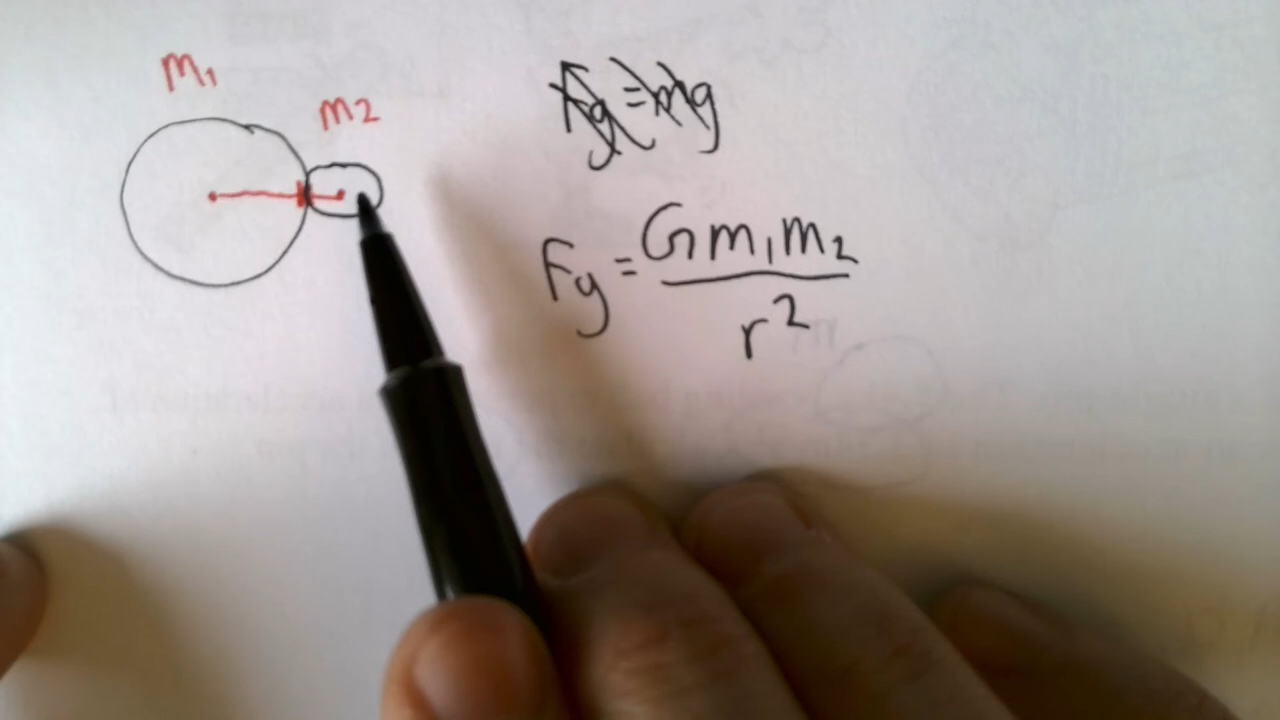 m₁
m₂
Fg = mg
Fg = Gm₁m₂
r²